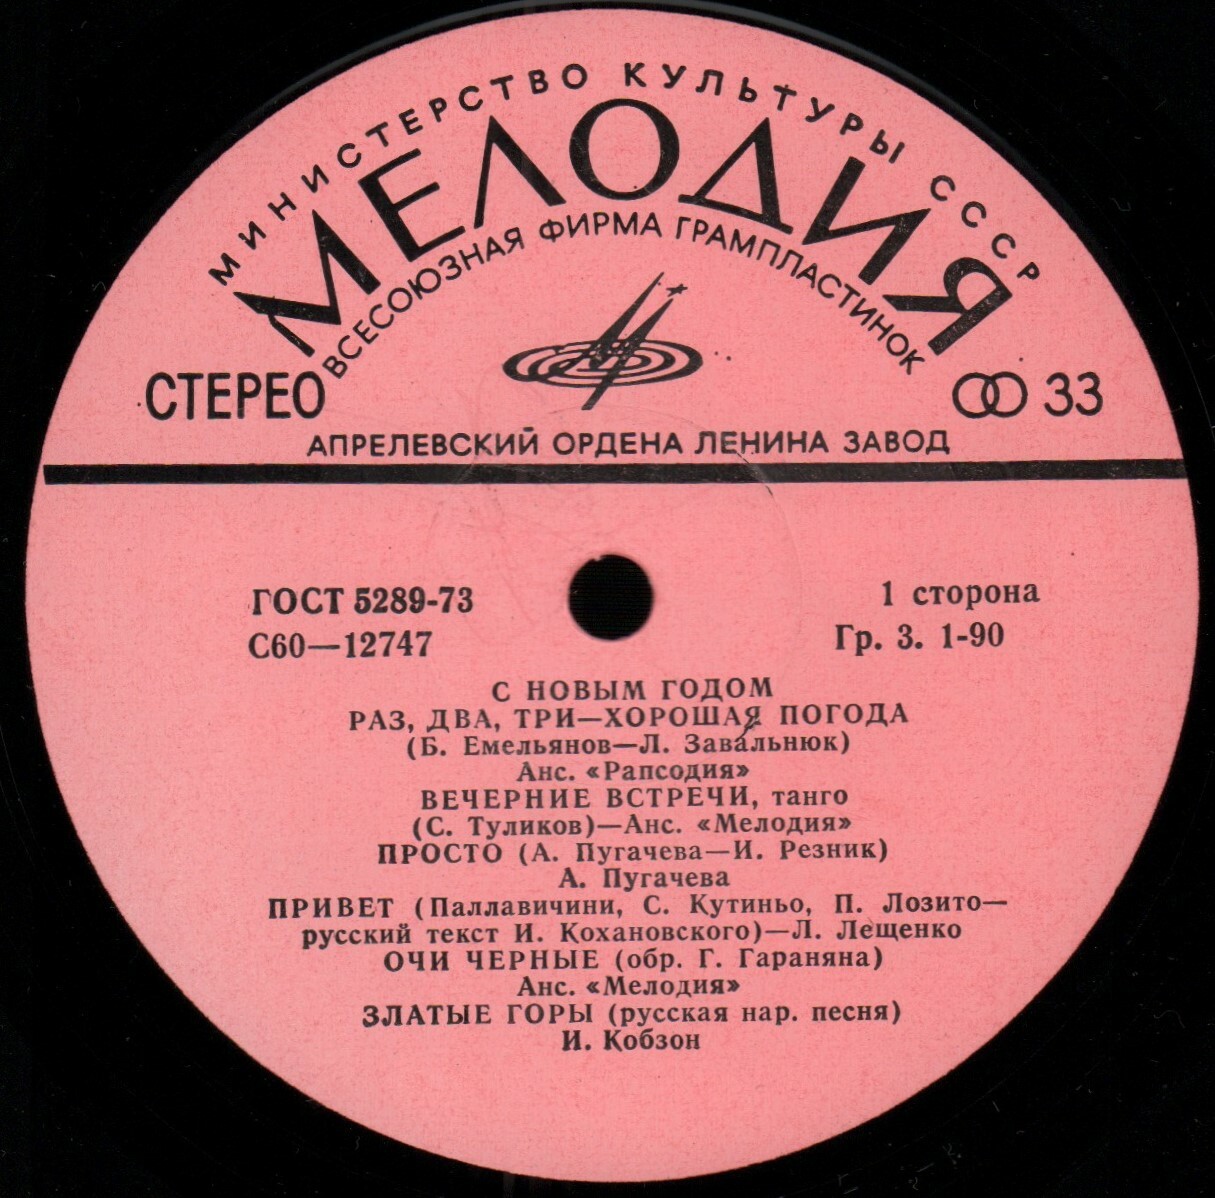 МИНИСТЕРСТВО КУЛЬТУРЫ СССР
МЕЛОДИЯ
ВСЕСОЮЗНАЯ ФИРМА ГРАМПЛАСТИНОК
СТЕРЕО
33
АПРЕЛЕВСКИЙ ОРДЕНА ЛЕНИНА ЗАВОД
ГОСТ 5289-73
1 сторона
С60—12747
Гр. 3. 1-90
С НОВЫМ ГОДОМ
РАЗ, ДВА, ТРИ—ХОРОШАЯ ПОГОДА
(Б. Емельянов—Л. Завальнюк)
Анс. «Рапсодия»
ВЕЧЕРНИЕ ВСТРЕЧИ, танго
(С. Туликов)—Анс. «Мелодия»
ПРОСТО (А. Пугачева—И. Резник)
А. Пугачева
ПРИВЕТ (Паллавичини, С. Кутиньо, П. Лозито—
русский текст И. Кохановского)—Л. Лещенко
ОЧИ ЧЕРНЫЕ (обр. Г. Гараняна)
Анс. «Мелодия»
ЗЛАТЫЕ ГОРЫ (русская нар. песня)
И. Кобзон